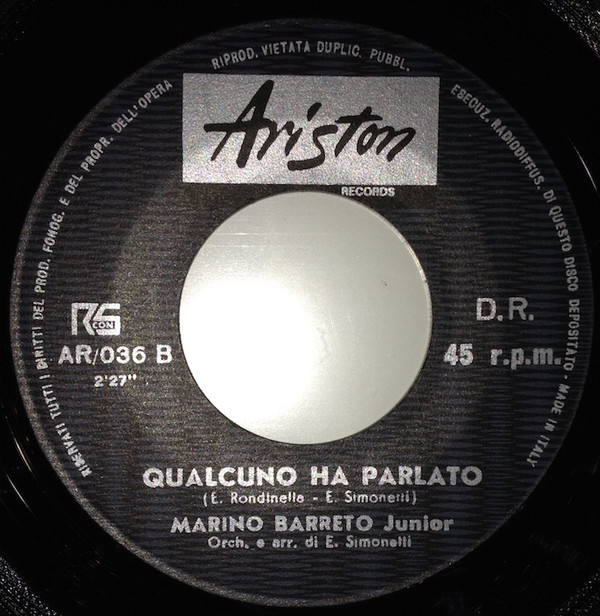 RISERVATI TUTTI I DIRITTI DEL PROD. FONOG. E DEL PROPR. DELL'OPERA
RIPROD. VIETATA DUPLIC. PUBBL.
ESECUZ. RADIODIFFUS. DI QUESTO DISCO DEPOSITATO. MADE IN ITALY
Ariston
RECORDS
RS
CON
D.R.
AR/036 B
45 r.p.m.
2'27"
QUALCUNO HA PARLATO
(E. Rondinella - E. Simonetti)
MARINO BARRETO Junior
Orch. e arr. di E. Simonetti